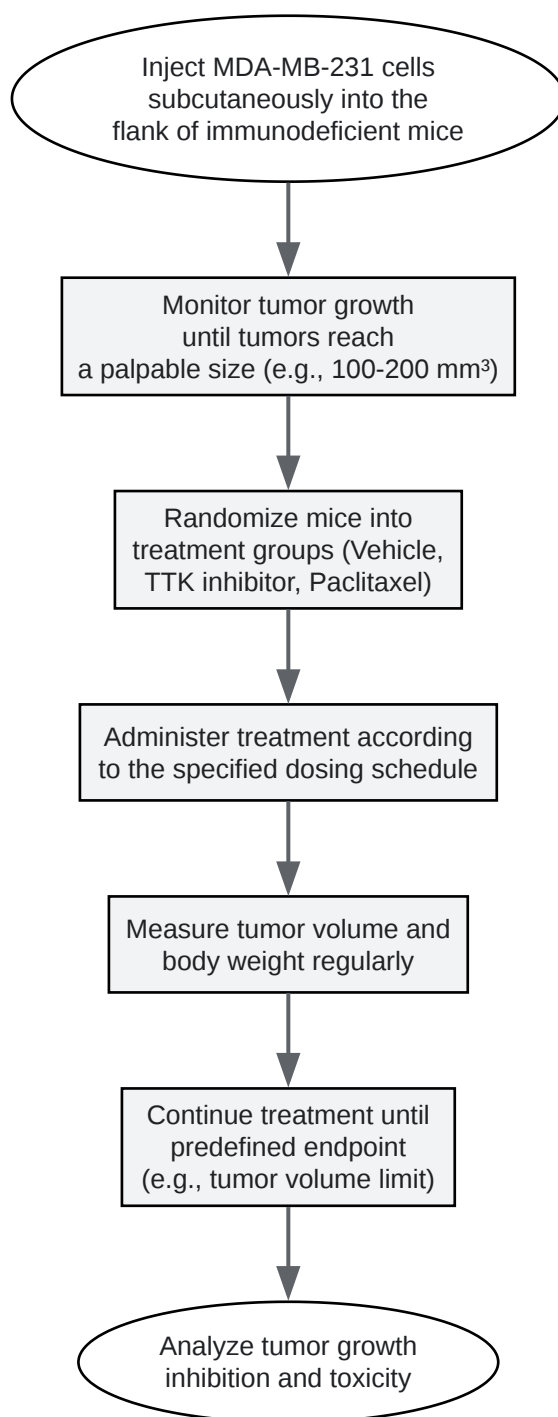 Inject MDA-MB-231 cells
subcutaneously into the
flank of immunodeficient mice
Monitor tumor growth
until tumors reach
a palpable size (e.g., 100-200 mm³)
Randomize mice into
treatment groups (Vehicle,
TTK inhibitor, Paclitaxel)
Administer treatment according
to the specified dosing schedule
Measure tumor volume and
body weight regularly
Continue treatment until
predefined endpoint
(e.g., tumor volume limit)
Analyze tumor growth
inhibition and toxicity